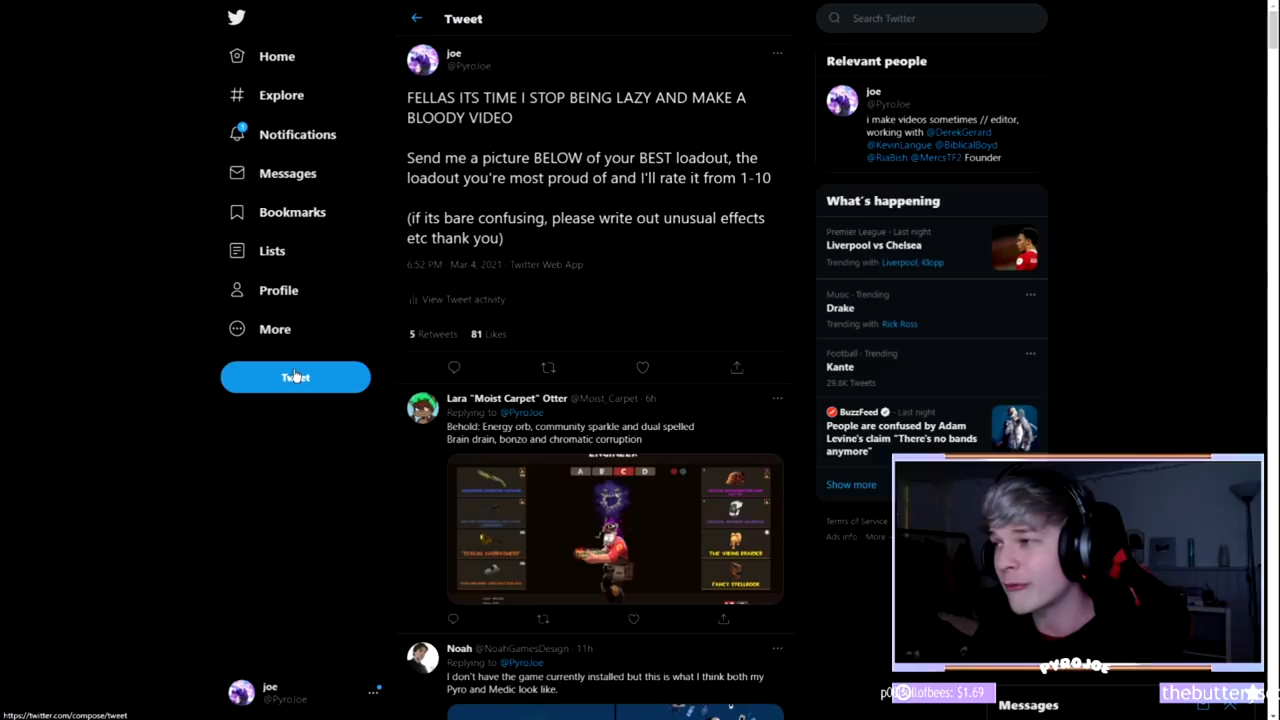 Home
Explore
1
Notifications
Messages
Bookmarks
Lists
Profile
More
Tweet
joe
@PyroJoe
Tweet
joe
@PyroJoe
FELLAS ITS TIME I STOP BEING LAZY AND MAKE A
BLOODY VIDEO
Send me a picture BELOW of your BEST loadout, the
loadout you're most proud of and I'll rate it from 1-10
(if its bare confusing, please write out unusual effects
etc thank you)
6:52 PM · Mar 4, 2021 · Twitter Web App
View Tweet activity
5 Retweets 81 Likes
Lara "Moist Carpet" Otter @Moist_Carpet · 6h
Replying to @PyroJoe
Behold: Energy orb, community sparkle and dual spelled
Brain drain, bonzo and chromatic corruption
ENGINEER
A B C D
THE VIKING BRAIDER
FANCY SPELLBOOK
Noah @NoahGamesDesign · 11h
Replying to @PyroJoe
I don't have the game currently installed but this is what I think both my
Pyro and Medic look like.
Search Twitter
Relevant people
joe
@PyroJoe
i make videos sometimes // editor,
working with @DerekGerard
@KevinLangue @BiblicalBoyd
@RiaBish @MercsTF2 Founder
What's happening
Premier League · Last night
Liverpool vs Chelsea
Trending with Liverpool, Klopp
Music · Trending
Drake
Trending with Rick Ross
Football · Trending
Kante
29.8K Tweets
BuzzFeed · Last night
People are confused by Adam
Levine's claim "There's no bands
anymore"
Show more
Terms of Service
Ads info More
PYROJOE
llofbees: $1.69
thebutter
Messages
https://twitter.com/compose/tweet